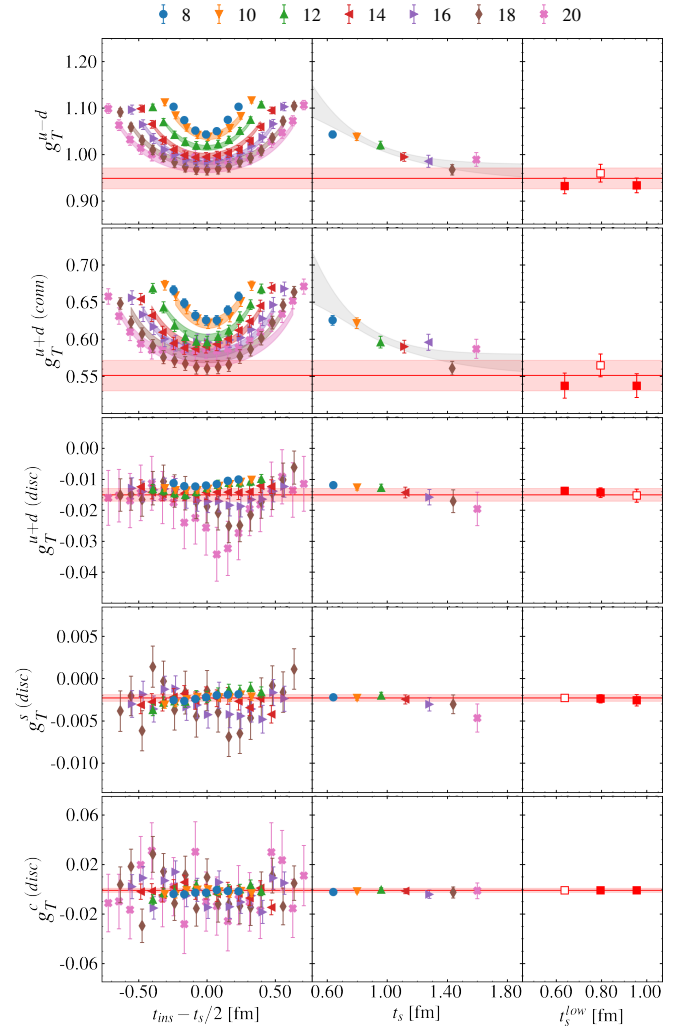 8 10 12 14 16 18 20
g_T^{u−d}
1.20
1.10
1.00
0.90
g_T^{u+d (conn)}
0.70
0.65
0.60
0.55
g_T^{u+d (disc)}
0.00
-0.01
-0.02
-0.03
-0.04
g_T^{s (disc)}
0.005
0.000
-0.005
-0.010
g_T^{c (disc)}
0.06
0.02
-0.02
-0.06
-0.50 -0.25 0.00 0.25 0.50 0.60 1.00 1.40 1.80 0.60 0.80 1.00
t_{ins} − t_s/2 [fm] t_s [fm] t_s^{low} [fm]